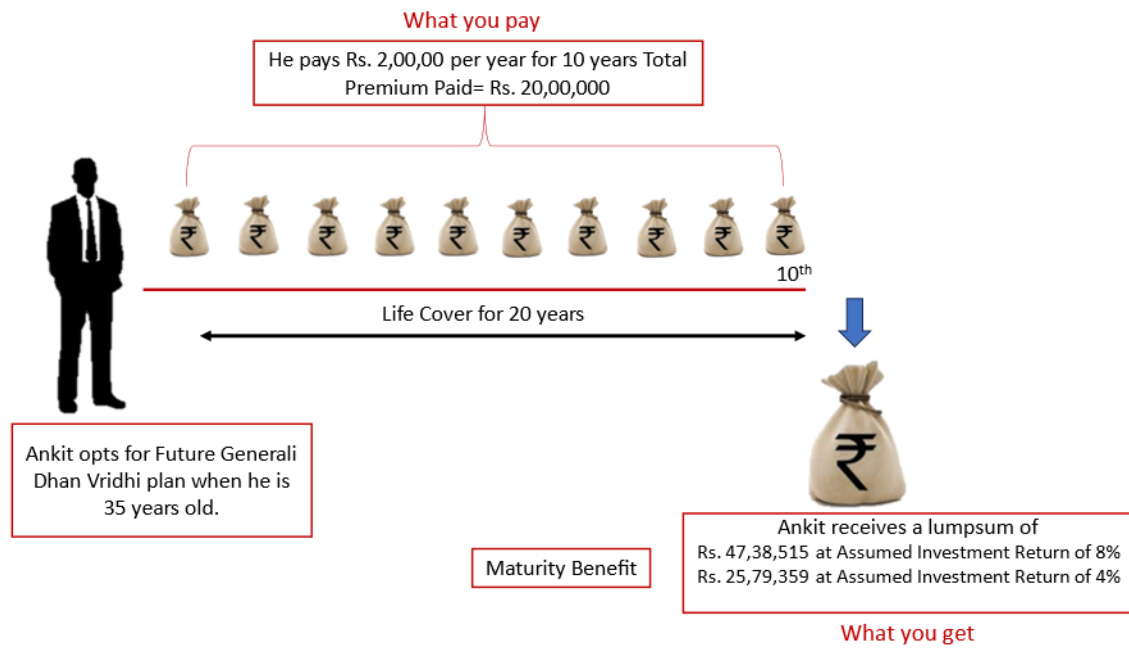 What you pay
He pays Rs. 2,00,00 per year for 10 years Total
Premium Paid= Rs. 20,00,000
₹ ₹ ₹ ₹ ₹ ₹ ₹ ₹ ₹ ₹
10th
Life Cover for 20 years
₹
Ankit opts for Future Generali
Dhan Vridhi plan when he is
35 years old.
Ankit receives a lumpsum of
Rs. 47,38,515 at Assumed Investment Return of 8%
Rs. 25,79,359 at Assumed Investment Return of 4%
Maturity Benefit
What you get